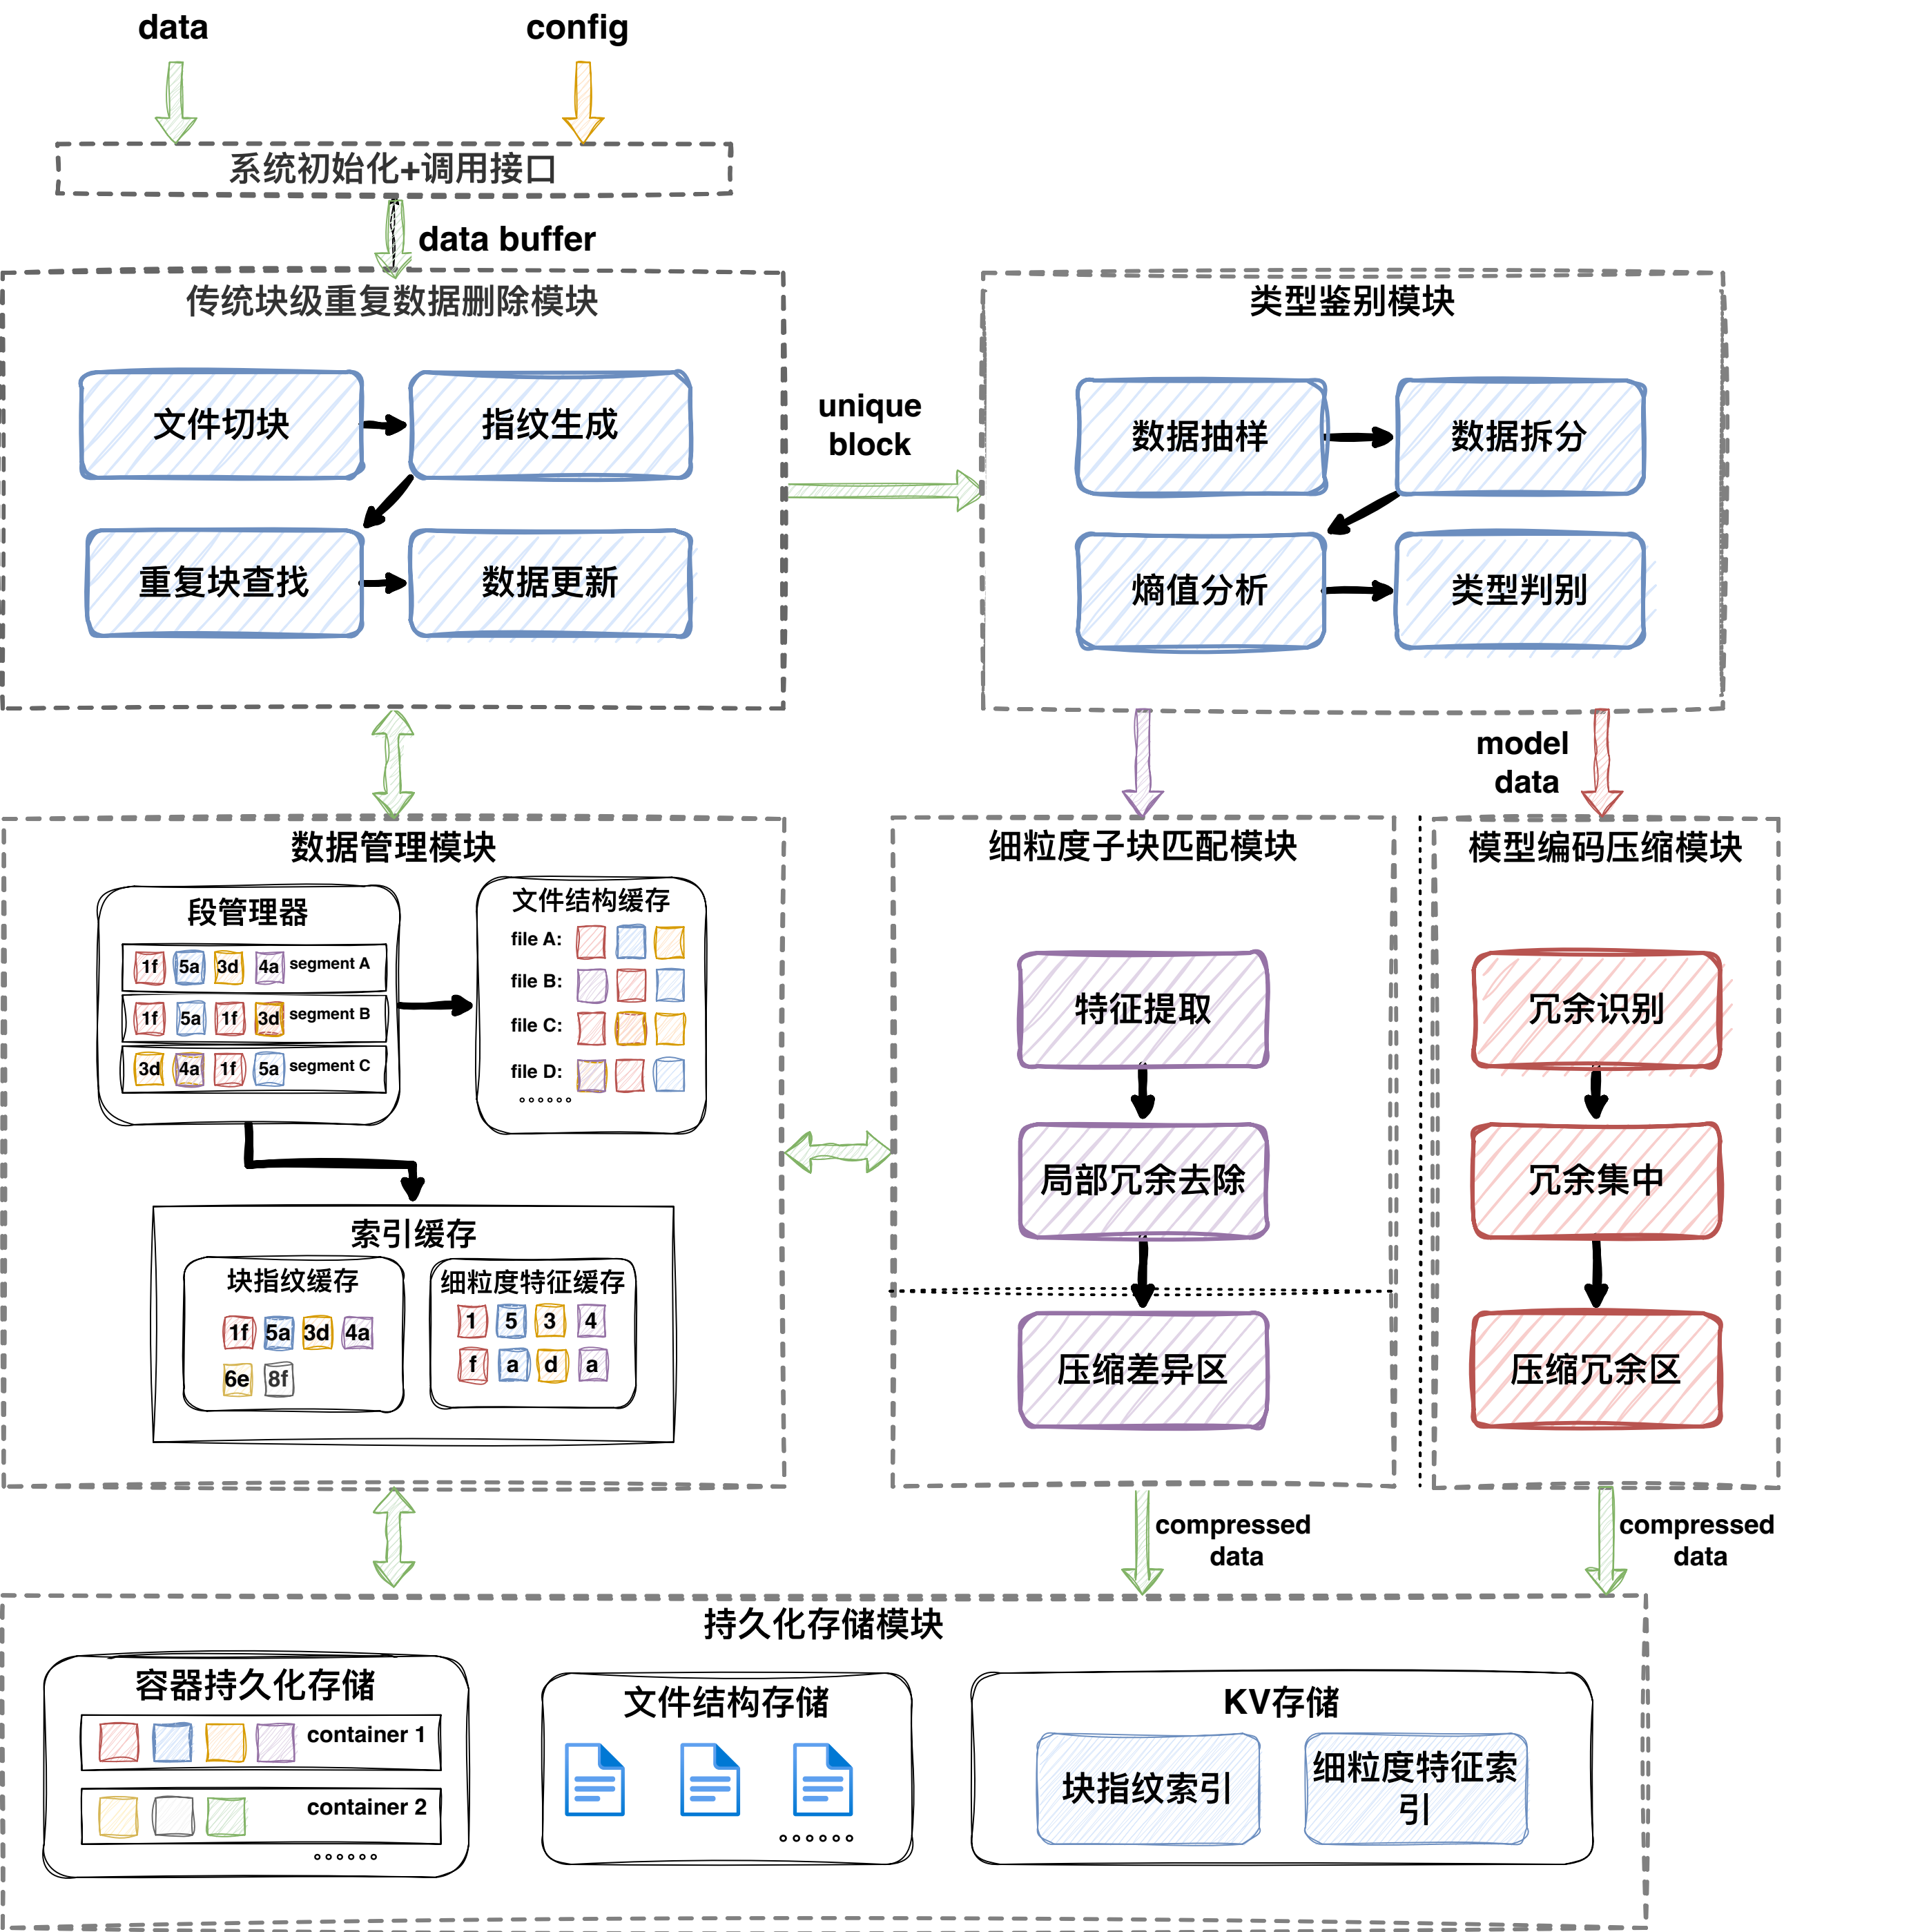 data
config
系统初始化+调用接口
data buffer
传统块级重复数据删除模块
文件切块
指纹生成
重复块查找
数据更新
unique
block
类型鉴别模块
数据抽样
数据拆分
熵值分析
类型判别
model
data
数据管理模块
段管理器
1f 5a 3d 4a segment A
1f 5a 1f 3d segment B
3d 4a 1f 5a segment C
文件结构缓存
file A:
file B:
file C:
file D:
索引缓存
块指纹缓存
1f 5a 3d 4a
6e 8f
细粒度特征缓存
1 5 3 4
f a d a
细粒度子块匹配模块
特征提取
局部冗余去除
压缩差异区
模型编码压缩模块
冗余识别
冗余集中
压缩冗余区
compressed
data
compressed
data
持久化存储模块
容器持久化存储
container 1
container 2
文件结构存储
KV存储
块指纹索引
细粒度特征索
引